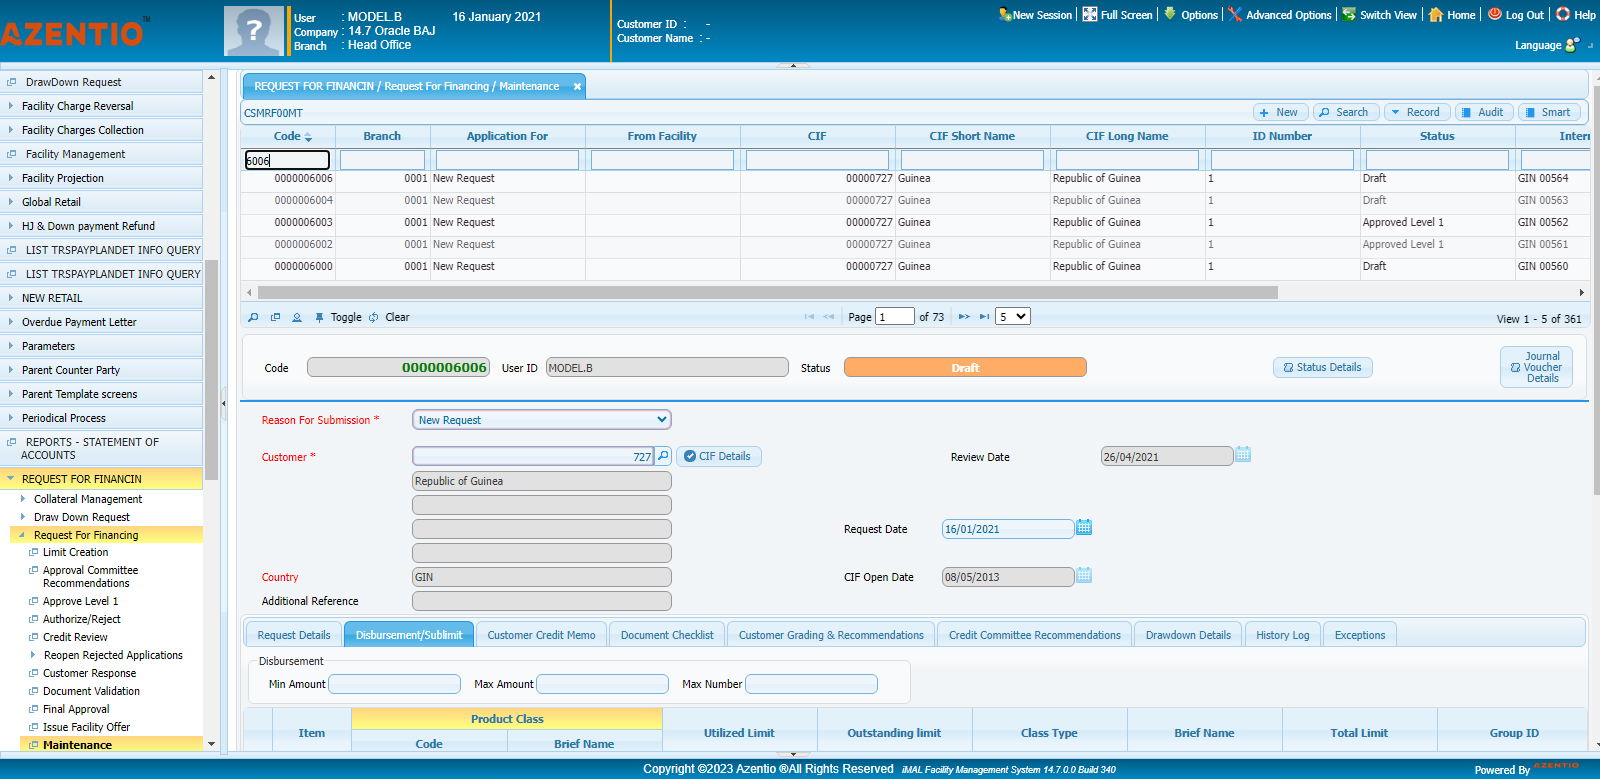 AZENTIO™
User : MODEL.B 16 January 2021
Company : 14.7 Oracle BAJ
Branch : Head Office
Customer ID : -
Customer Name : -
New Session Full Screen Options Advanced Options Switch View Home Log Out Help
Language
DrawDown Request
Facility Charge Reversal
Facility Charges Collection
Facility Management
Facility Projection
Global Retail
HJ & Down payment Refund
LIST TRSPAYPLANDET INFO QUERY
LIST TRSPAYPLANDET INFO QUERY
NEW RETAIL
Overdue Payment Letter
Parameters
Parent Counter Party
Parent Template screens
Periodical Process
REPORTS - STATEMENT OF
ACCOUNTS
REQUEST FOR FINANCIN
Collateral Management
Draw Down Request
Request For Financing
Limit Creation
Approval Committee
Recommendations
Approve Level 1
Authorize/Reject
Credit Review
Reopen Rejected Applications
Customer Response
Document Validation
Final Approval
Issue Facility Offer
Maintenance
REQUEST FOR FINANCIN / Request For Financing / Maintenance
CSMRF00MT
New Search Record Audit Smart
Code Branch Application For From Facility CIF CIF Short Name CIF Long Name ID Number Status Intern
6006
0000006006 0001 New Request 00000727 Guinea Republic of Guinea 1 Draft GIN 00564
0000006004 0001 New Request 00000727 Guinea Republic of Guinea 1 Draft GIN 00563
0000006003 0001 New Request 00000727 Guinea Republic of Guinea 1 Approved Level 1 GIN 00562
0000006002 0001 New Request 00000727 Guinea Republic of Guinea 1 Approved Level 1 GIN 00561
0000006000 0001 New Request 00000727 Guinea Republic of Guinea 1 Draft GIN 00560
Toggle Clear Page 1 of 73 5 View 1 - 5 of 361
Code 0000006006 User ID MODEL.B Status Draft Status Details
Journal
Voucher
Details
Reason For Submission * New Request
Customer * 727 CIF Details Review Date 26/04/2021
Republic of Guinea
Request Date 16/01/2021
Country GIN CIF Open Date 08/05/2013
Additional Reference
Request Details Disbursement/Sublimit Customer Credit Memo Document Checklist Customer Grading & Recommendations Credit Committee Recommendations Drawdown Details History Log Exceptions
Disbursement
Min Amount Max Amount Max Number
Item Product Class Utilized Limit Outstanding limit Class Type Brief Name Total Limit Group ID
Code Brief Name
Copyright ©2023 Azentio ®All Rights Reserved iMAL Facility Management System 14.7.0.0 Build 340
Powered By AZENTIO